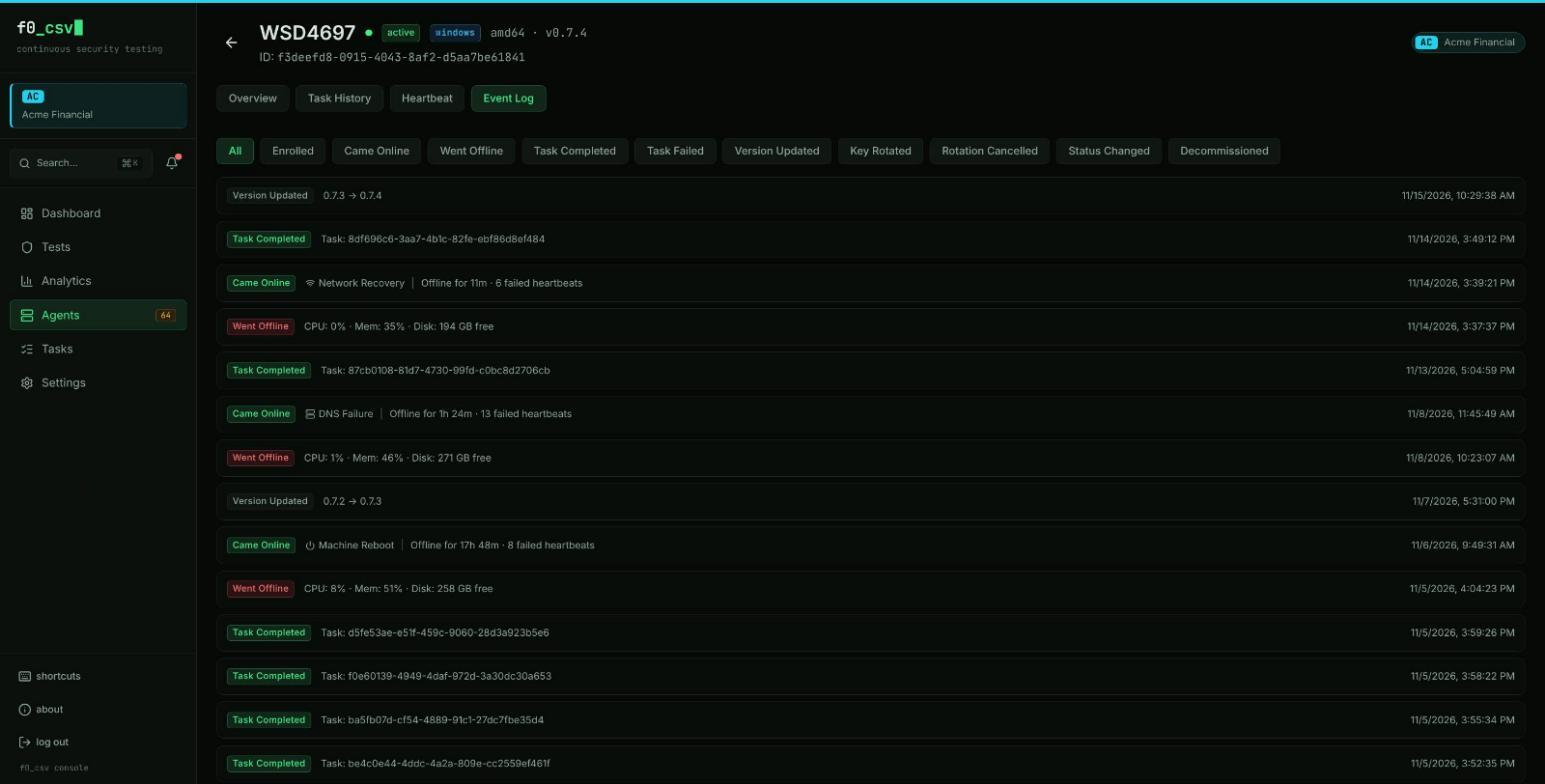 f0_csv
continuous security testing
AC
Acme Financial
Search...
⌘K
Dashboard
Tests
Analytics
Agents
64
Tasks
Settings
shortcuts
about
log out
f0_csv console
WSD4697 active windows amd64 · v0.7.4
ID: f3deefd8-0915-4043-8af2-d5aa7be61841
AC Acme Financial
Overview Task History Heartbeat Event Log
All Enrolled Came Online Went Offline Task Completed Task Failed Version Updated Key Rotated Rotation Cancelled Status Changed Decommissioned
Version Updated 0.7.3 → 0.7.4 11/15/2026, 10:29:38 AM
Task Completed Task: 8df696c6-3aa7-4b1c-82fe-ebf86d8ef484 11/14/2026, 3:49:12 PM
Came Online Network Recovery | Offline for 11m · 6 failed heartbeats 11/14/2026, 3:39:21 PM
Went Offline CPU: 0% · Mem: 35% · Disk: 194 GB free 11/14/2026, 3:37:37 PM
Task Completed Task: 87cb0108-81d7-4730-99fd-c0bc8d2706cb 11/13/2026, 5:04:59 PM
Came Online DNS Failure | Offline for 1h 24m · 13 failed heartbeats 11/8/2026, 11:45:49 AM
Went Offline CPU: 1% · Mem: 46% · Disk: 271 GB free 11/8/2026, 10:23:07 AM
Version Updated 0.7.2 → 0.7.3 11/7/2026, 5:31:00 PM
Came Online Machine Reboot | Offline for 17h 48m · 8 failed heartbeats 11/6/2026, 9:49:31 AM
Went Offline CPU: 8% · Mem: 51% · Disk: 258 GB free 11/5/2026, 4:04:23 PM
Task Completed Task: d5fe53ae-e51f-459c-9060-28d3a923b5e6 11/5/2026, 3:59:26 PM
Task Completed Task: f0e60139-4949-4daf-972d-3a30dc30a653 11/5/2026, 3:58:22 PM
Task Completed Task: ba5fb07d-cf54-4889-91c1-27dc7fbe35d4 11/5/2026, 3:55:34 PM
Task Completed Task: be4c0e44-4ddc-4a2a-809e-cc2559ef461f 11/5/2026, 3:52:35 PM